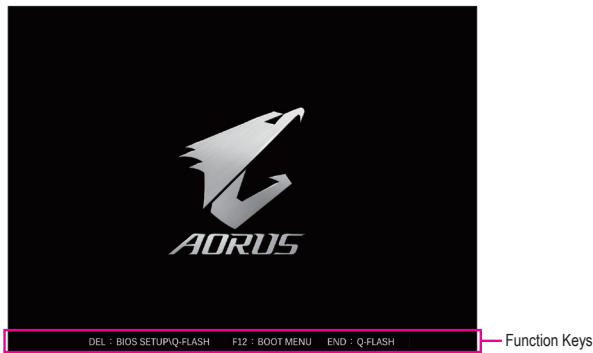 AORUS
DEL : BIOS SETUP\Q-FLASH F12 : BOOT MENU END : Q-FLASH
Function Keys